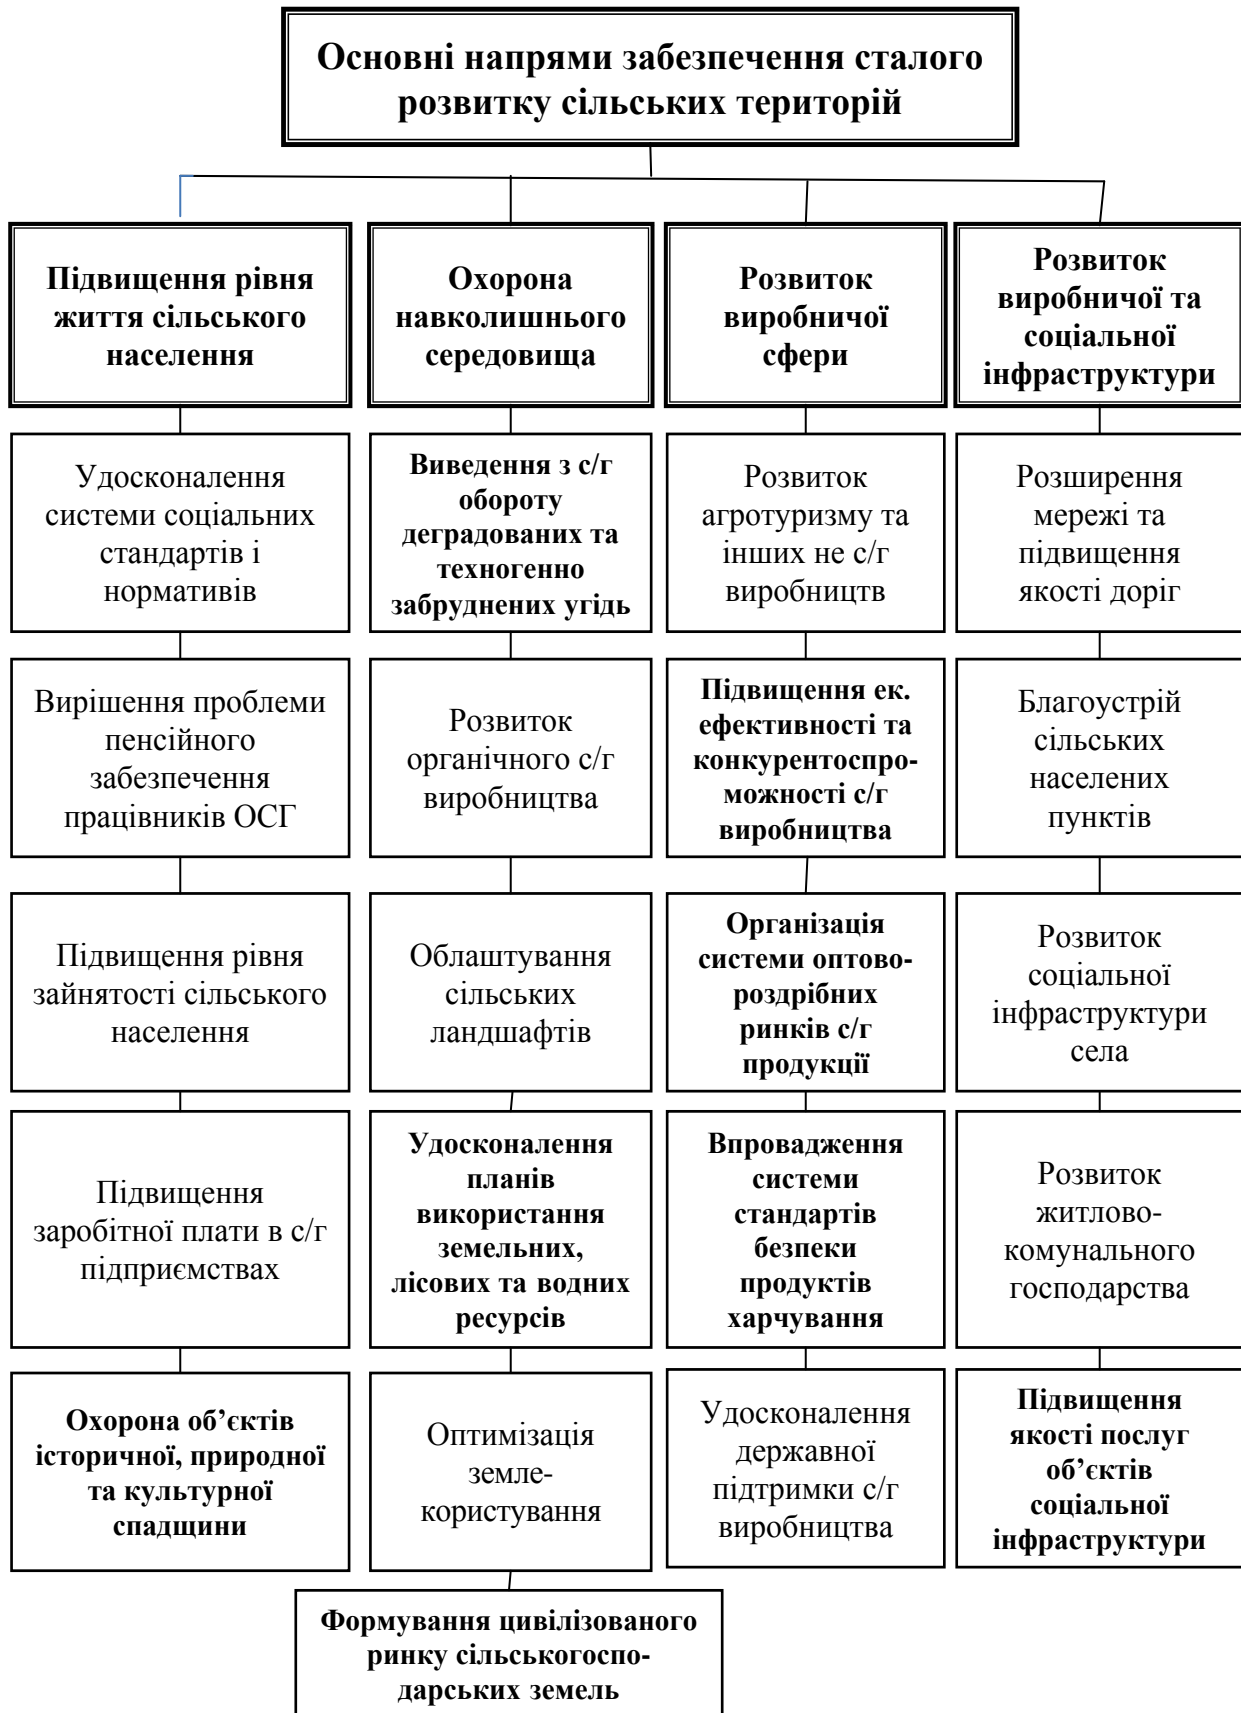 Основні напрями забезпечення сталого
розвитку сільських територій
Підвищення рівня
життя сільського
населення
Охорона
навколишнього
середовища
Розвиток
виробничої
сфери
Розвиток
виробничої та
соціальної
інфраструктури
Удосконалення
системи соціальних
стандартів і
нормативів
Виведення з с/г
обороту
деградованих та
техногенно
забруднених угідь
Розвиток
агротуризму та
інших не с/г
виробництв
Розширення
мережі та
підвищення
якості доріг
Вирішення проблеми
пенсійного
забезпечення
працівників ОСГ
Розвиток
органічного с/г
виробництва
Підвищення ек.
ефективності та
конкурентоспро-
можності с/г
виробництва
Благоустрій
сільських
населених
пунктів
Підвищення рівня
зайнятості сільського
населення
Облаштування
сільських
ландшафтів
Організація
системи оптово-
роздрібних
ринків с/г
продукції
Розвиток
соціальної
інфраструктури
села
Підвищення
заробітної плати в с/г
підприємствах
Удосконалення
планів
використання
земельних,
лісових та водних
ресурсів
Впровадження
системи
стандартів
безпеки
продуктів
харчування
Розвиток
житлово-
комунального
господарства
Охорона об’єктів
історичної, природної
та культурної
спадщини
Оптимізація
земле-
користування
Удосконалення
державної
підтримки с/г
виробництва
Підвищення
якості послуг
об’єктів
соціальної
інфраструктури
Формування цивілізованого
ринку сільськогоспо-
дарських земель